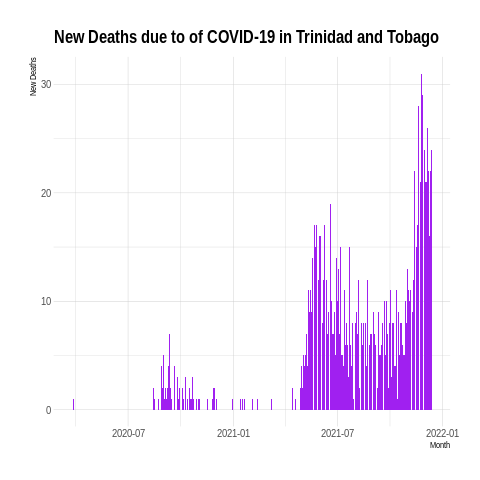 New Deaths due to of COVID-19 in Trinidad and Tobago
New Deaths
30
20
10
0
2020-07 2021-01 2021-07 2022-01
Month